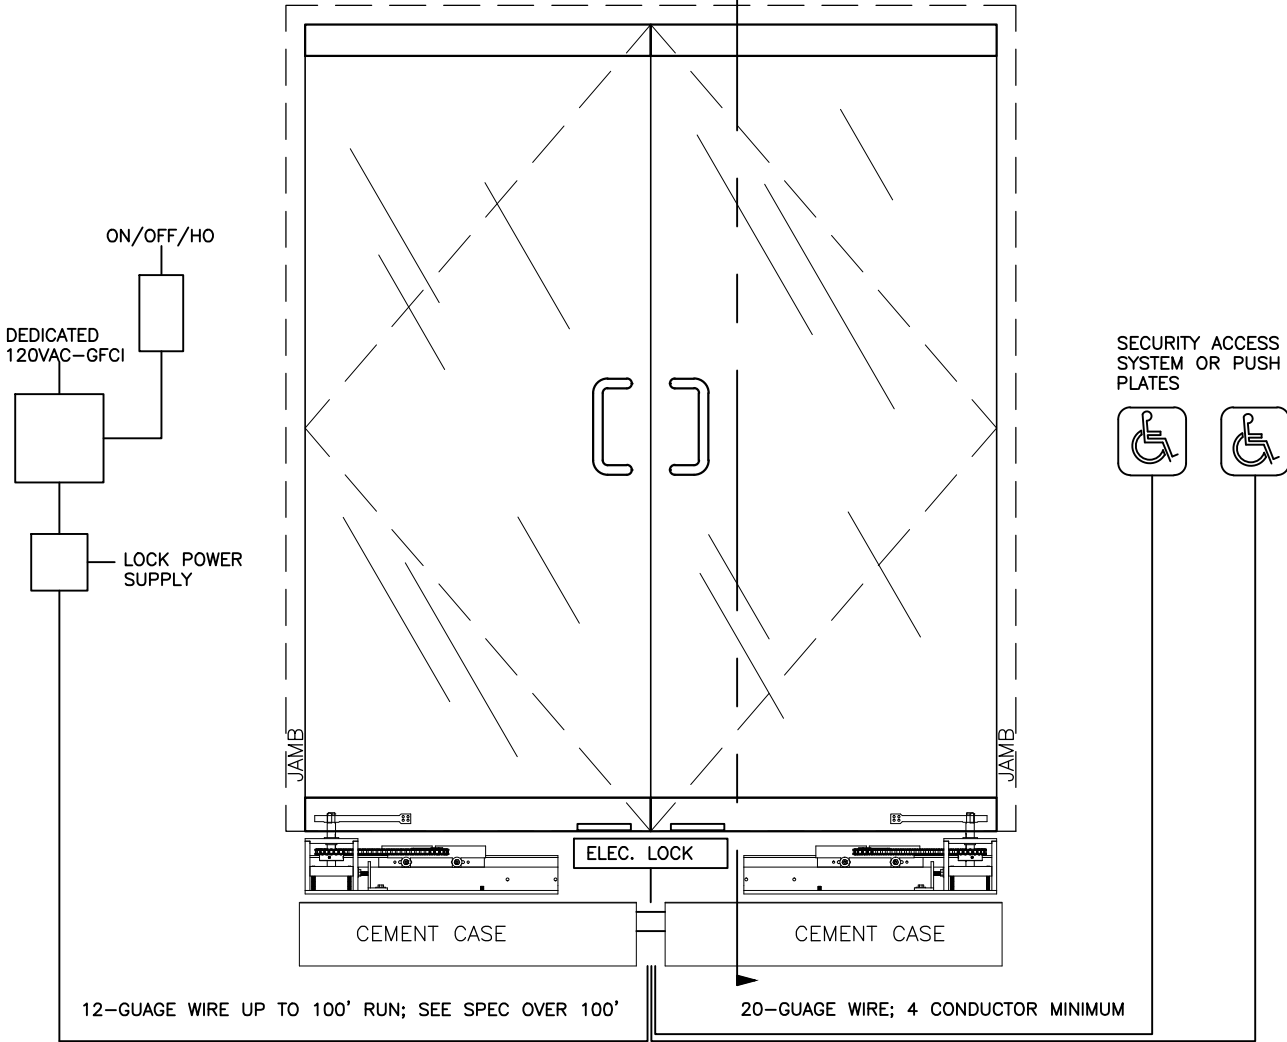 ON/OFF/HO
DEDICATED
120VAC-GFCI
LOCK POWER
SUPPLY
SECURITY ACCESS
SYSTEM OR PUSH
PLATES
JAMB
JAMB
ELEC. LOCK
CEMENT CASE
CEMENT CASE
12-GUAGE WIRE UP TO 100' RUN; SEE SPEC OVER 100'
20-GUAGE WIRE; 4 CONDUCTOR MINIMUM